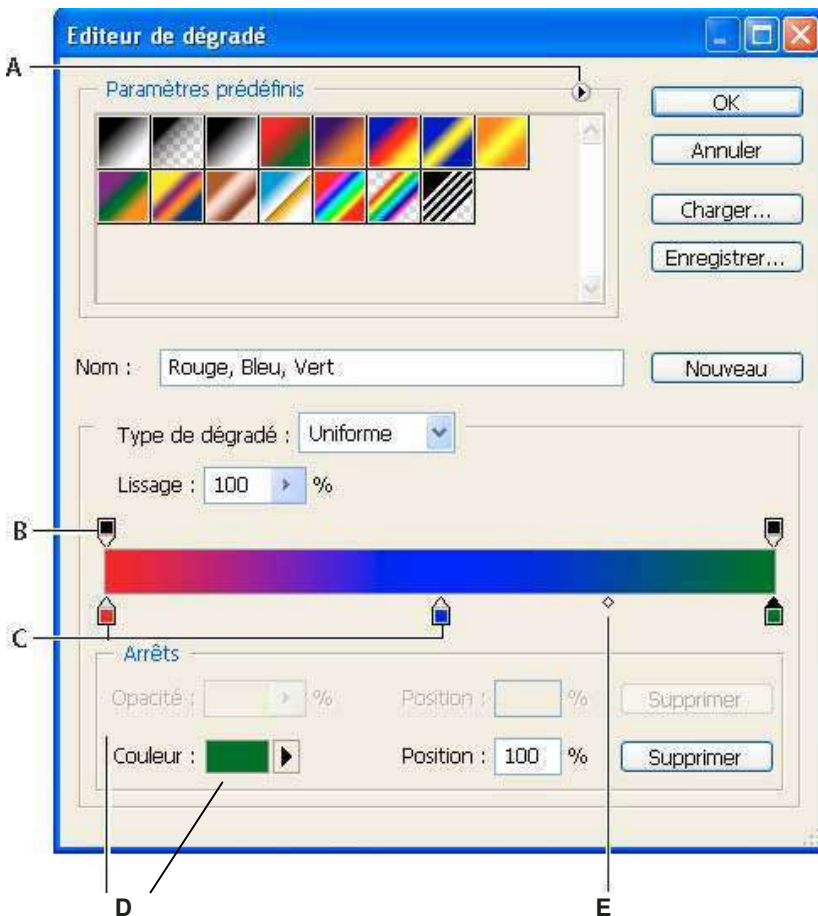 Editeur de dégradé
A
Paramètres prédéfinis
OK
Annuler
Charger...
Enregistrer...
Nom : Rouge, Bleu, Vert
Nouveau
Type de dégradé : Uniforme
Lissage : 100 %
B
C
Arrêts
Opacité : % Position : % Supprimer
Couleur : Position : 100 % Supprimer
D E